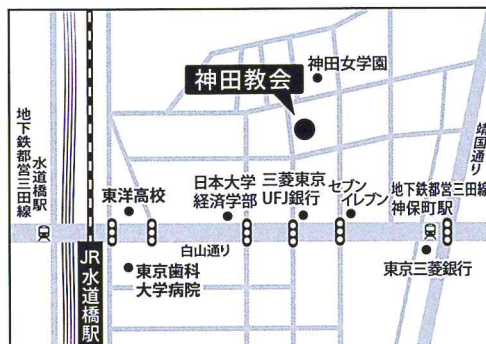 神田女学園
神田教会
靖国通り
地下鉄都営三田線
水道橋駅
東洋高校
日本大学
経済学部
三菱東京
UFJ銀行
セブン
イレブン
地下鉄都営三田線
神保町駅
白山通り
JR水道橋駅
東京歯科
大学病院
東京三菱銀行